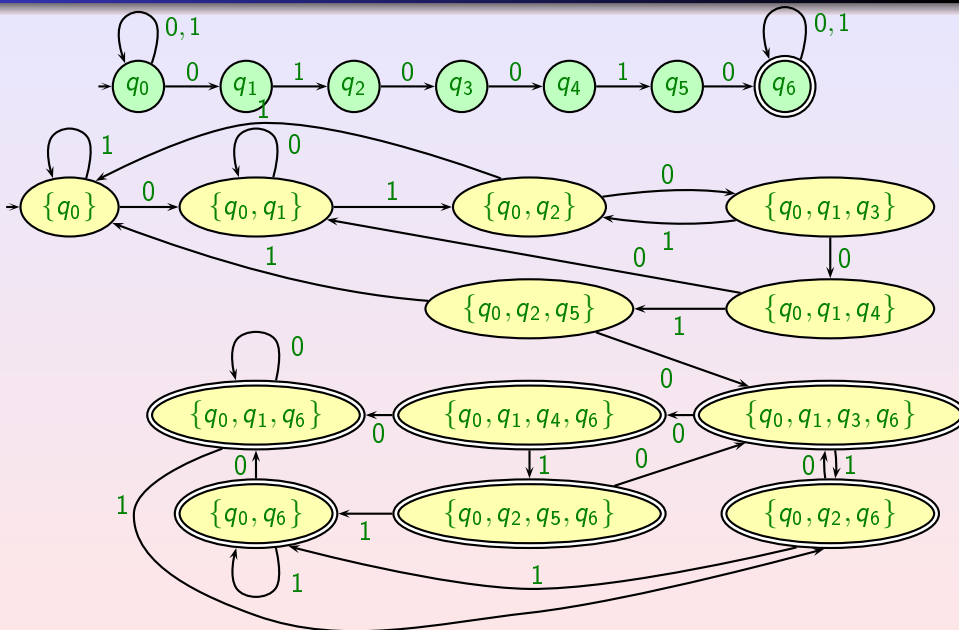 0, 1 0, 1
q0 0 q1 1 q2 0 q3 0 q4 1 q5 0 q6
1
1 0
{q0} 0 {q0, q1} 1 {q0, q2} 0 {q0, q1, q3}
1
1 0 0
{q0, q2, q5} 1 {q0, q1, q4}
0
0
{q0, q1, q6} 0 {q0, q1, q4, q6} 0 {q0, q1, q3, q6}
0 1 0 0 1
1 {q0, q6} 1 {q0, q2, q5, q6} {q0, q2, q6}
1 1